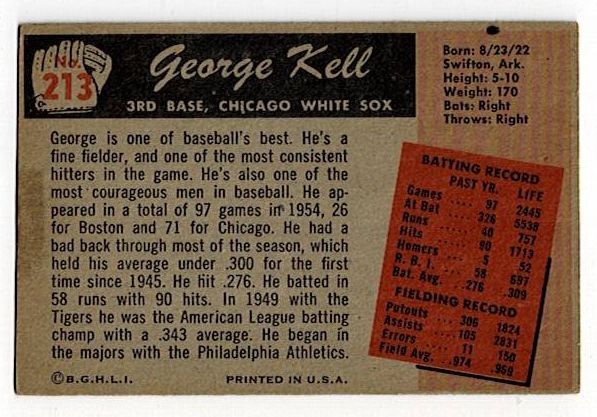 No.
213
George Kell
3RD BASE, CHICAGO WHITE SOX
Born: 8/23/22
Swifton, Ark.
Height: 5-10
Weight: 170
Bats: Right
Throws: Right
George is one of baseball's best. He's a
fine fielder, and one of the most consistent
hitters in the game. He's also one of the
most courageous men in baseball. He ap-
peared in a total of 97 games in 1954, 26
for Boston and 71 for Chicago. He had a
bad back through most of the season, which
held his average under .300 for the first
time since 1945. He hit .276. He batted in
58 runs with 90 hits. In 1949 with the
Tigers he was the American League batting
champ with a .343 average. He began in
the majors with the Philadelphia Athletics.
BATTING RECORD
PAST YR. LIFE
Games .... 97 2445
At Bat .... 326 5538
Runs .... 40 757
Hits .... 90 1713
Homers .... 5 52
R. B. I. .... 58 697
Bat. Avg. .. .276 .309
FIELDING RECORD
Putouts ... 306 1824
Assists ... 105 2831
Errors ... 11 150
Field Avg. .974 .969
©B.G.H.L.I. PRINTED IN U.S.A.